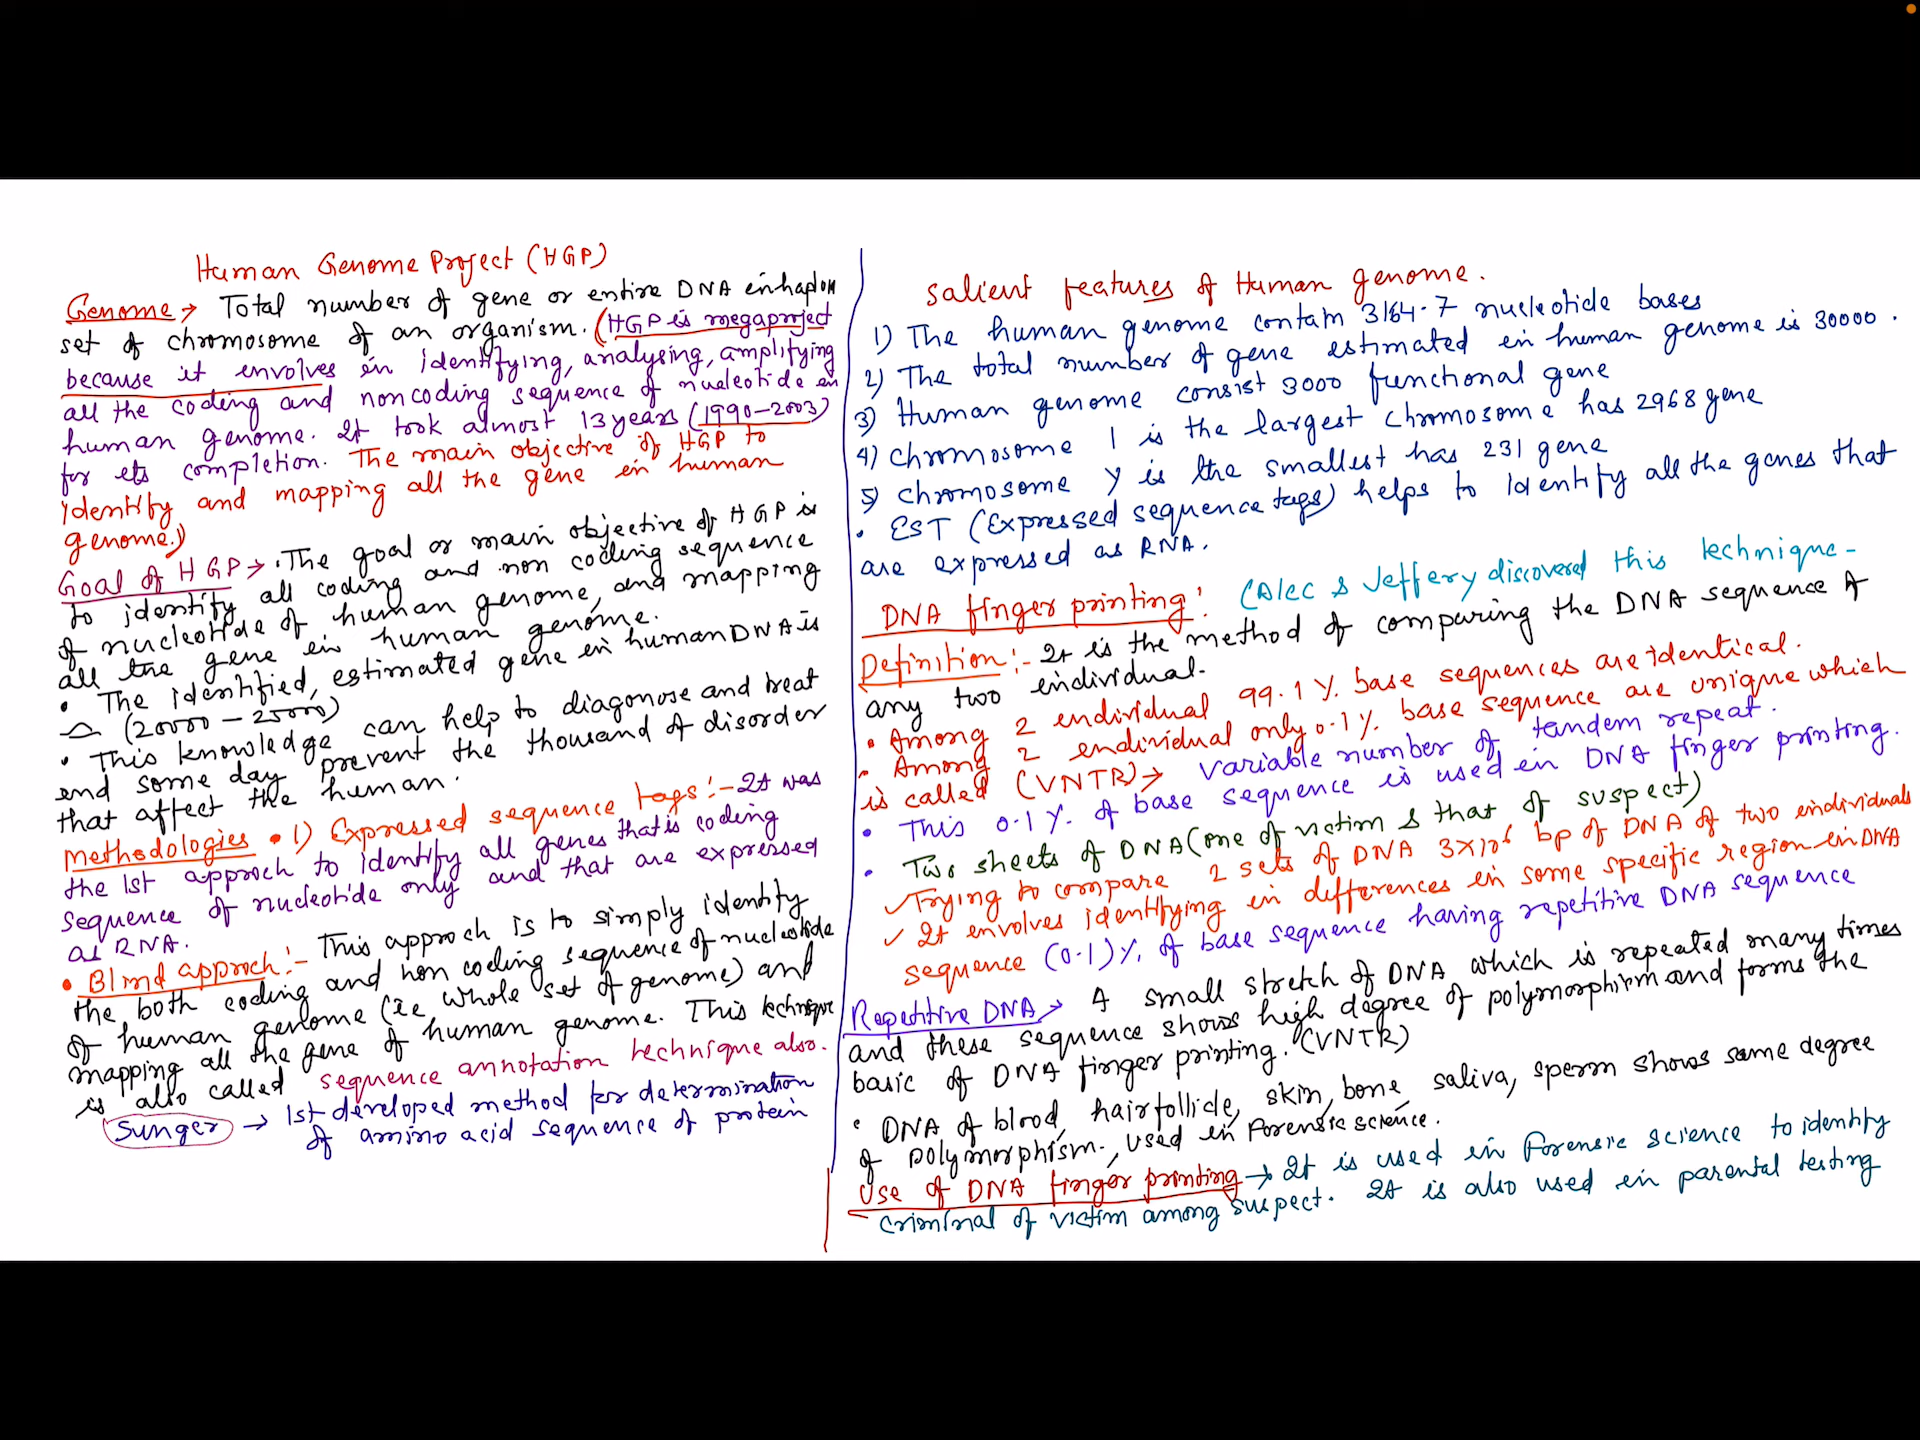 Human Genome Project (HGP)
Genome → Total number of gene or entire DNA in haploid
set of chromosome of an organism. (HGP is megaproject
because it involves in identifying, analysing, amplifying
all the coding and noncoding sequence of nucleotide in
human genome. It took almost 13 years (1990-2003)
for its completion. The main objective of HGP to
identify and mapping all the gene in human
genome.)
Goal of HGP → . The goal or main objective of HGP is
to identify all coding and non coding sequence
of nucleotide of human genome, and mapping
all the gene in human genome.
• The identified, estimated gene in human DNA is
(20000 - 25000)
• This knowledge can help to diagonose and treat
end some day prevent the thousand of disorder
that affect the human.
Methodologies • 1) Expressed sequence tags:- It was
the 1st approch to identify all genes that is coding
sequence of nucleotide only and that are expressed
as RNA.
• Blind approch:- This approch is to simply identity
the both coding and non coding sequence of nucleotide
of human genome (ie whole set of genome) and
mapping all the gene of human genome. This technique
is also called sequence annotation technique also.
Sunger → 1st developed method for determination
of amino acid sequence of protein
Salient features of Human genome.
1) The human genome contain 3164.7 nucleotide bases
2) The total number of gene estimated in human genome is 30000.
3) Human genome consist 3000 functional gene
4) Chromosome 1 is the largest chromosome has 2968 gene
5) Chromosome Y is the smallest has 231 gene
• EST (Expressed sequence tags) helps to identify all the genes that
are expressed as RNA.
DNA finger printing: (Alec & Jeffery discovered this technique-
Definition:- It is the method of comparing the DNA sequence of
any two individual.
• Among 2 endividual 99.1 % base sequences are identical.
• Among 2 endividual only 0.1 % base sequence are unique which
is called (VNTR) → Variable number of tandem repeat.
• This 0.1 % of base sequence is used in DNA finger printing.
• Two sheets of DNA (one of victim & that of suspect)
✓ Trying to compare 2 sets of DNA 3x10⁶ bp of DNA of two endividuals
✓ It envolves identifying in differences in some specific region in DNA
sequence (0.1) % of base sequence having repetitive DNA sequence
Repetitive DNA → A small stretch of DNA which is repeated many times
and these sequence shows high degree of polymorphirm and forms the
basic of DNA finger printing. (VNTR)
• DNA of blood, hairfollicle, skin, bone, saliva, sperm shows same degree
of polymorphism., used in Forensic science.
Use of DNA finger printing → It is used in Forensic science to identify
criminal of victim among suspect. It is also used in parental testing